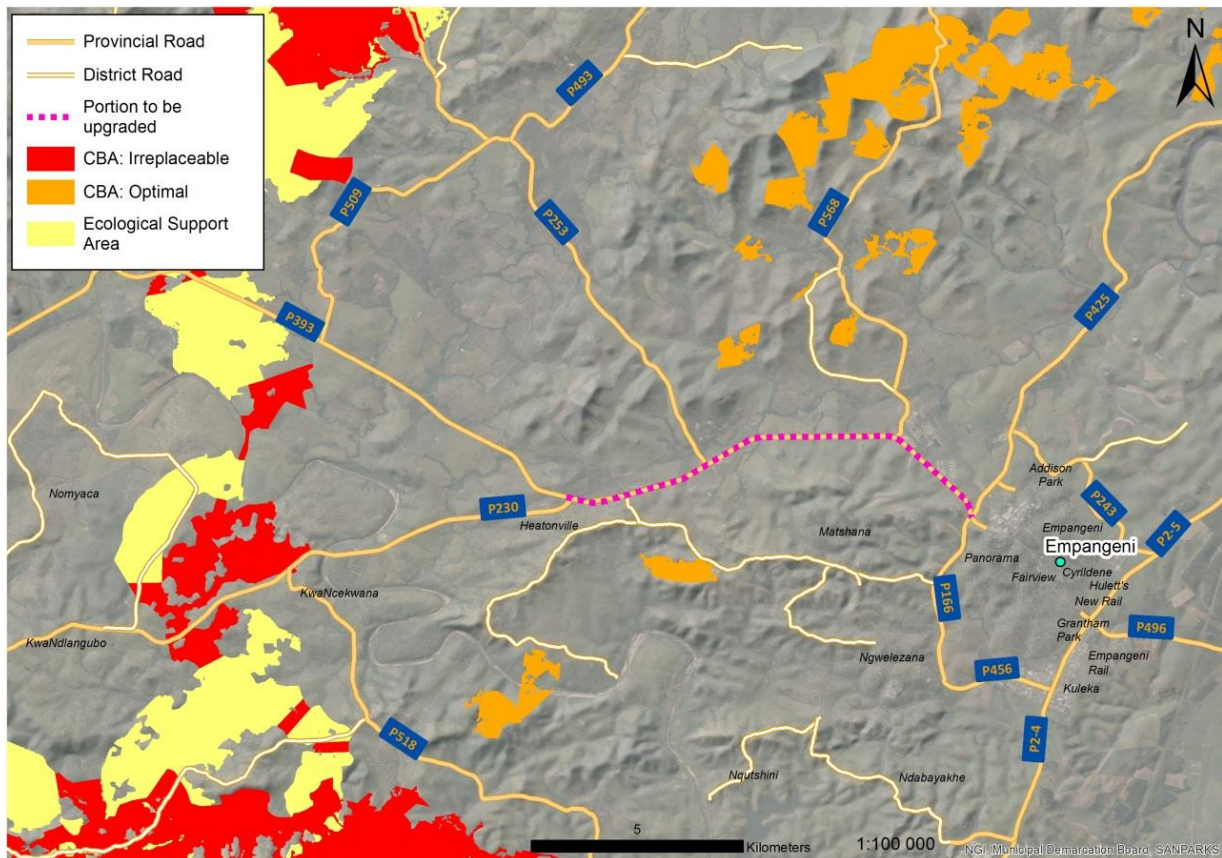 Provincial Road
District Road
Portion to be
upgraded
CBA: Irreplaceable
CBA: Optimal
Ecological Support
Area
N
P493
P509
P253
P568
P393
P425
Nomyaca
P230
Heatonville
Matshana
Addison
Park
P243
Empangeni
P2-5
Empangeni
Panorama
Fairview
Cyrildene
Hulett's
New Rail
KwaNcekwana
P166
Grantham
Park
P496
KwaNdlangubo
Ngwelezana
Empangeni
Rail
P456
Kuleka
P518
P2-4
Nqutshini
Ndabayakhe
5
Kilometers
1:100 000
NGI, Municipal Demarcation Board, SANPARKS